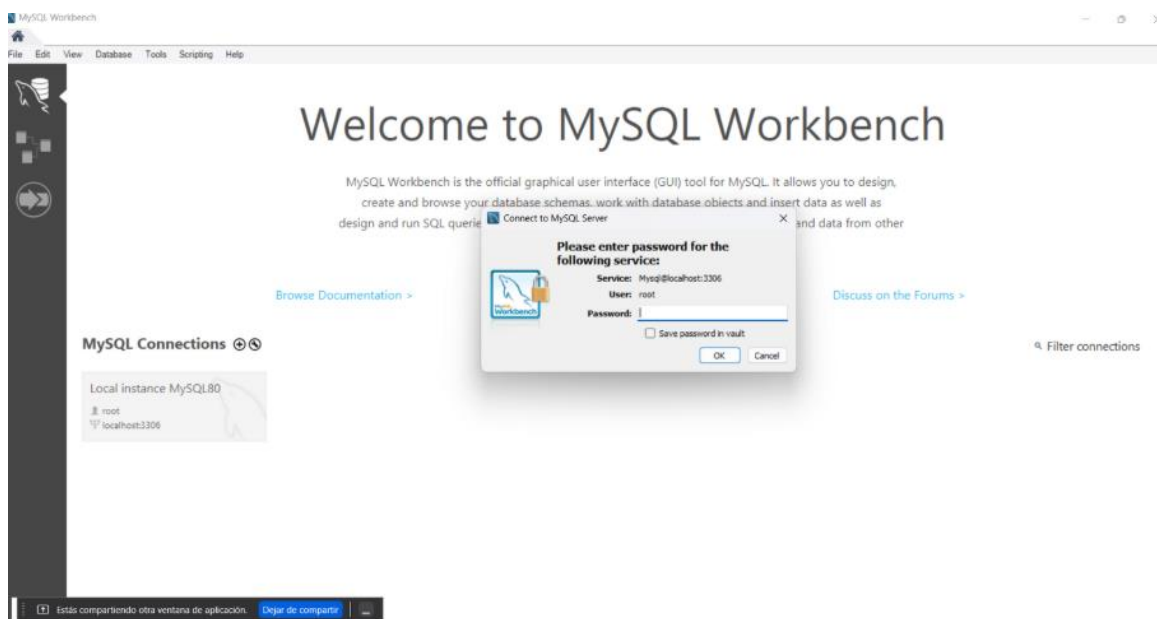 MySQL Workbench
File Edit View Database Tools Scripting Help
Welcome to MySQL Workbench
MySQL Workbench is the official graphical user interface (GUI) tool for MySQL. It allows you to design,
create and browse your database schemas, work with database objects and insert data as well as
design and run SQL querie
and data from other
Connect to MySQL Server
Please enter password for the
following service:
Service: Mysql@localhost:3306
User: root
Password:
Save password in vault
OK Cancel
MySQL
Workbench
Browse Documentation >
Discuss on the Forums >
MySQL Connections
Filter connections
Local instance MySQL80
root
localhost:3306
Estás compartiendo otra ventana de aplicación. Dejar de compartir